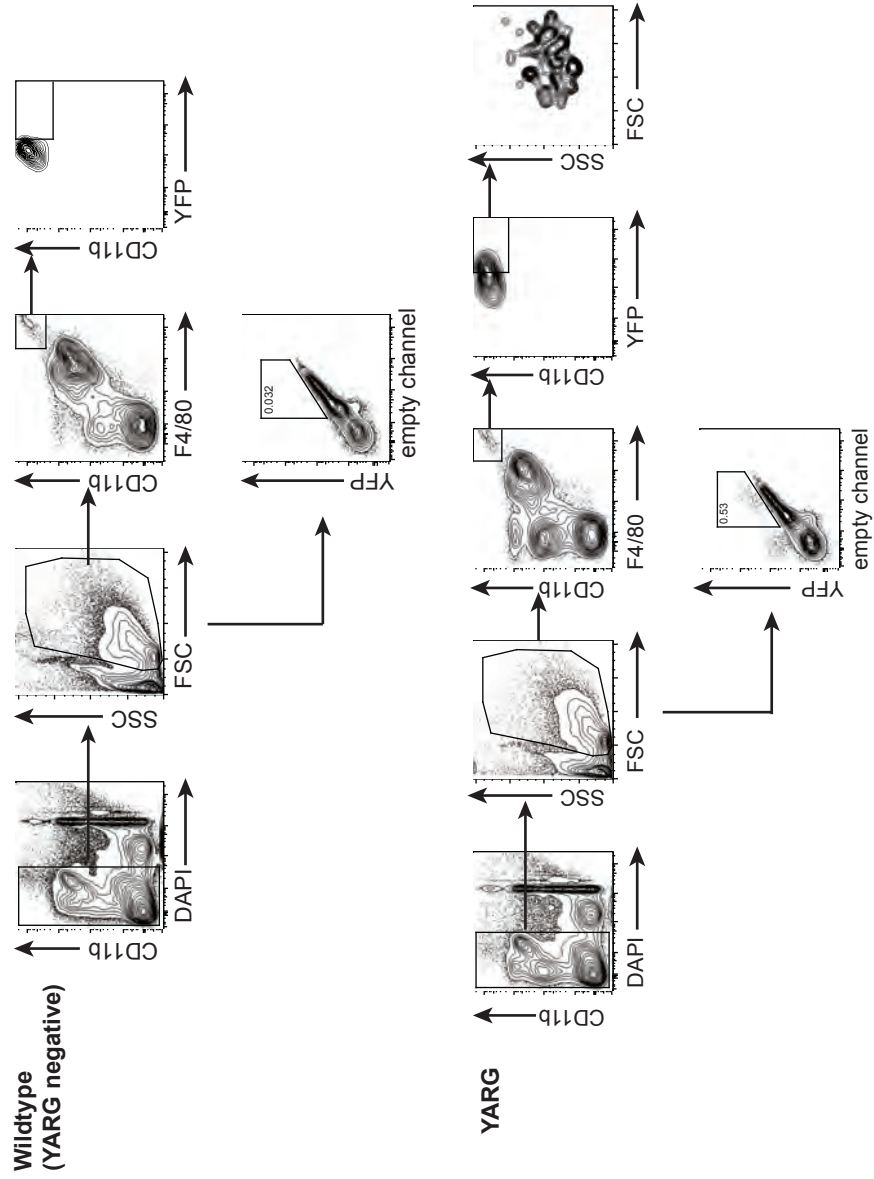 Wildtype
(YARG negative)
CD11b
DAPI
SSC
FSC
CD11b
F4/80
CD11b
YFP
YFP
0.032
empty channel
YARG
CD11b
DAPI
SSC
FSC
CD11b
F4/80
CD11b
YFP
SSC
FSC
YFP
0.53
empty channel